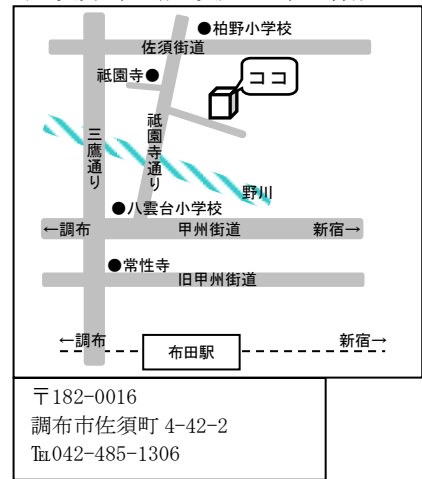 ●柏野小学校
佐須街道
祗園寺●
ココ
三鷹通り
祗園寺通り
野川
●八雲台小学校
←調布
甲州街道
新宿→
●常性寺
旧甲州街道
←調布
布田駅
新宿→
〒182-0016
調布市佐須町 4-42-2
℡042-485-1306